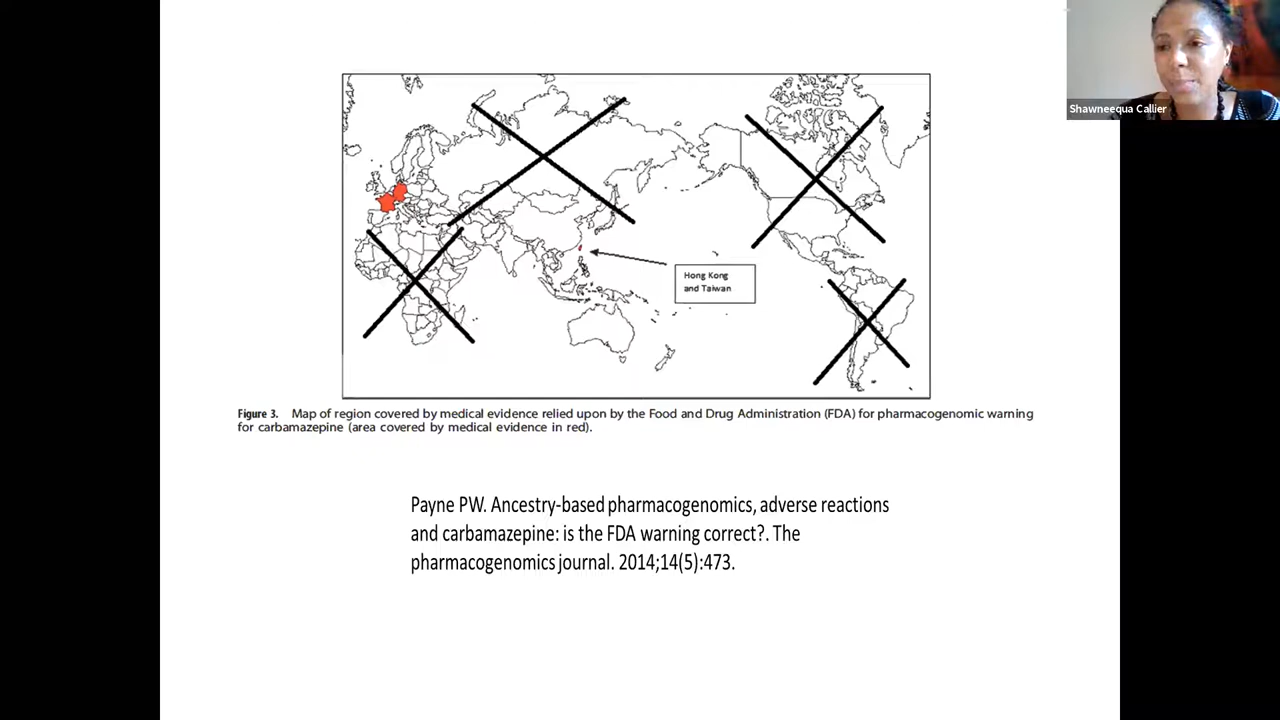 Shawneequa Callier
Hong Kong
and Taiwan
Figure 3. Map of region covered by medical evidence relied upon by the Food and Drug Administration (FDA) for pharmacogenomic warning
for carbamazepine (area covered by medical evidence in red).
Payne PW. Ancestry-based pharmacogenomics, adverse reactions
and carbamazepine: is the FDA warning correct?. The
pharmacogenomics journal. 2014;14(5):473.